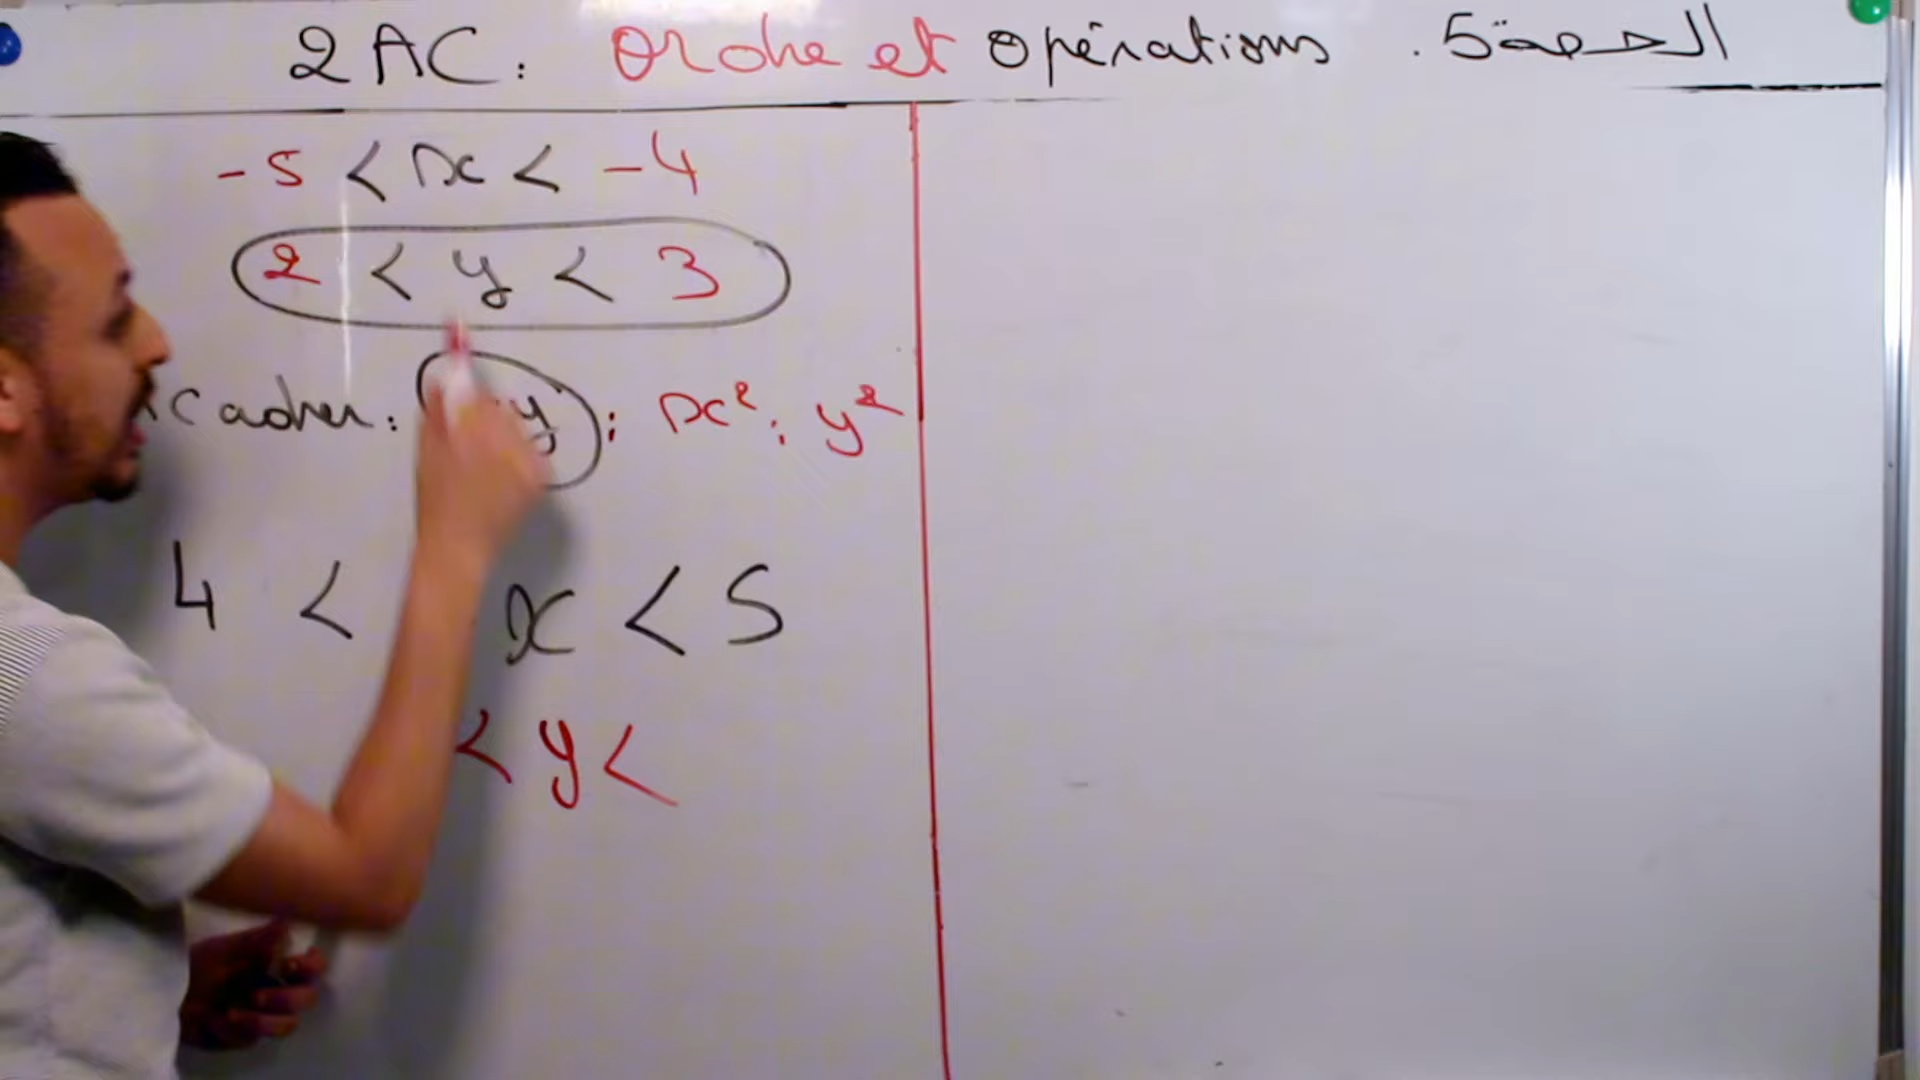 2AC: Ordre et opérations. الحصة 5
-5 < x < -4
2 < y < 3
cadrer: y ; x² ; y²
4 < x < 5
< y <